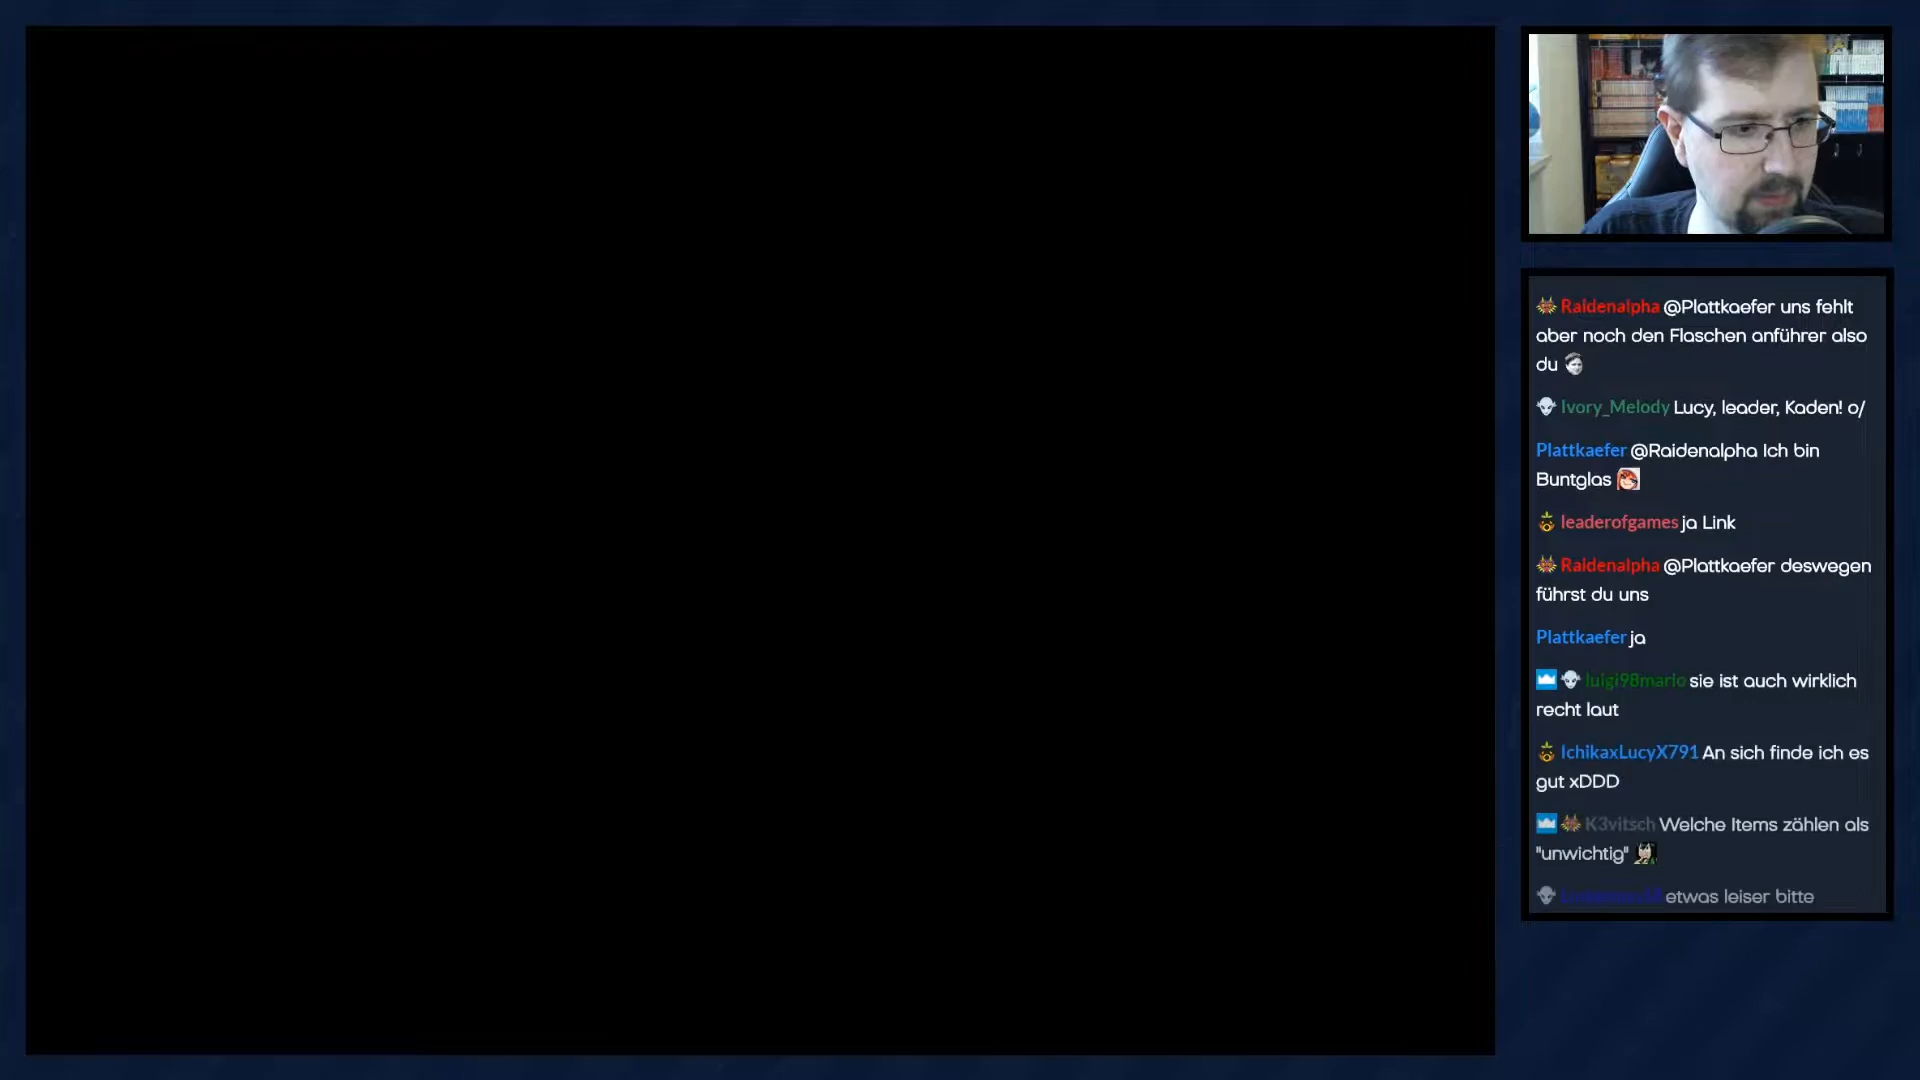 Raidenalpha @Plattkaefer uns fehlt
aber noch den Flaschen anführer also
du
Ivory_Melody Lucy, leader, Kaden! o/
Plattkaefer @Raidenalpha Ich bin
Buntglas
leaderofgames ja Link
Raidenalpha @Plattkaefer deswegen
führst du uns
Plattkaefer ja
luigi98mario sie ist auch wirklich
recht laut
IchikaxLucyX791 An sich finde ich es
gut xDDD
K3vitsch Welche Items zählen als
"unwichtig"
etwas leiser bitte